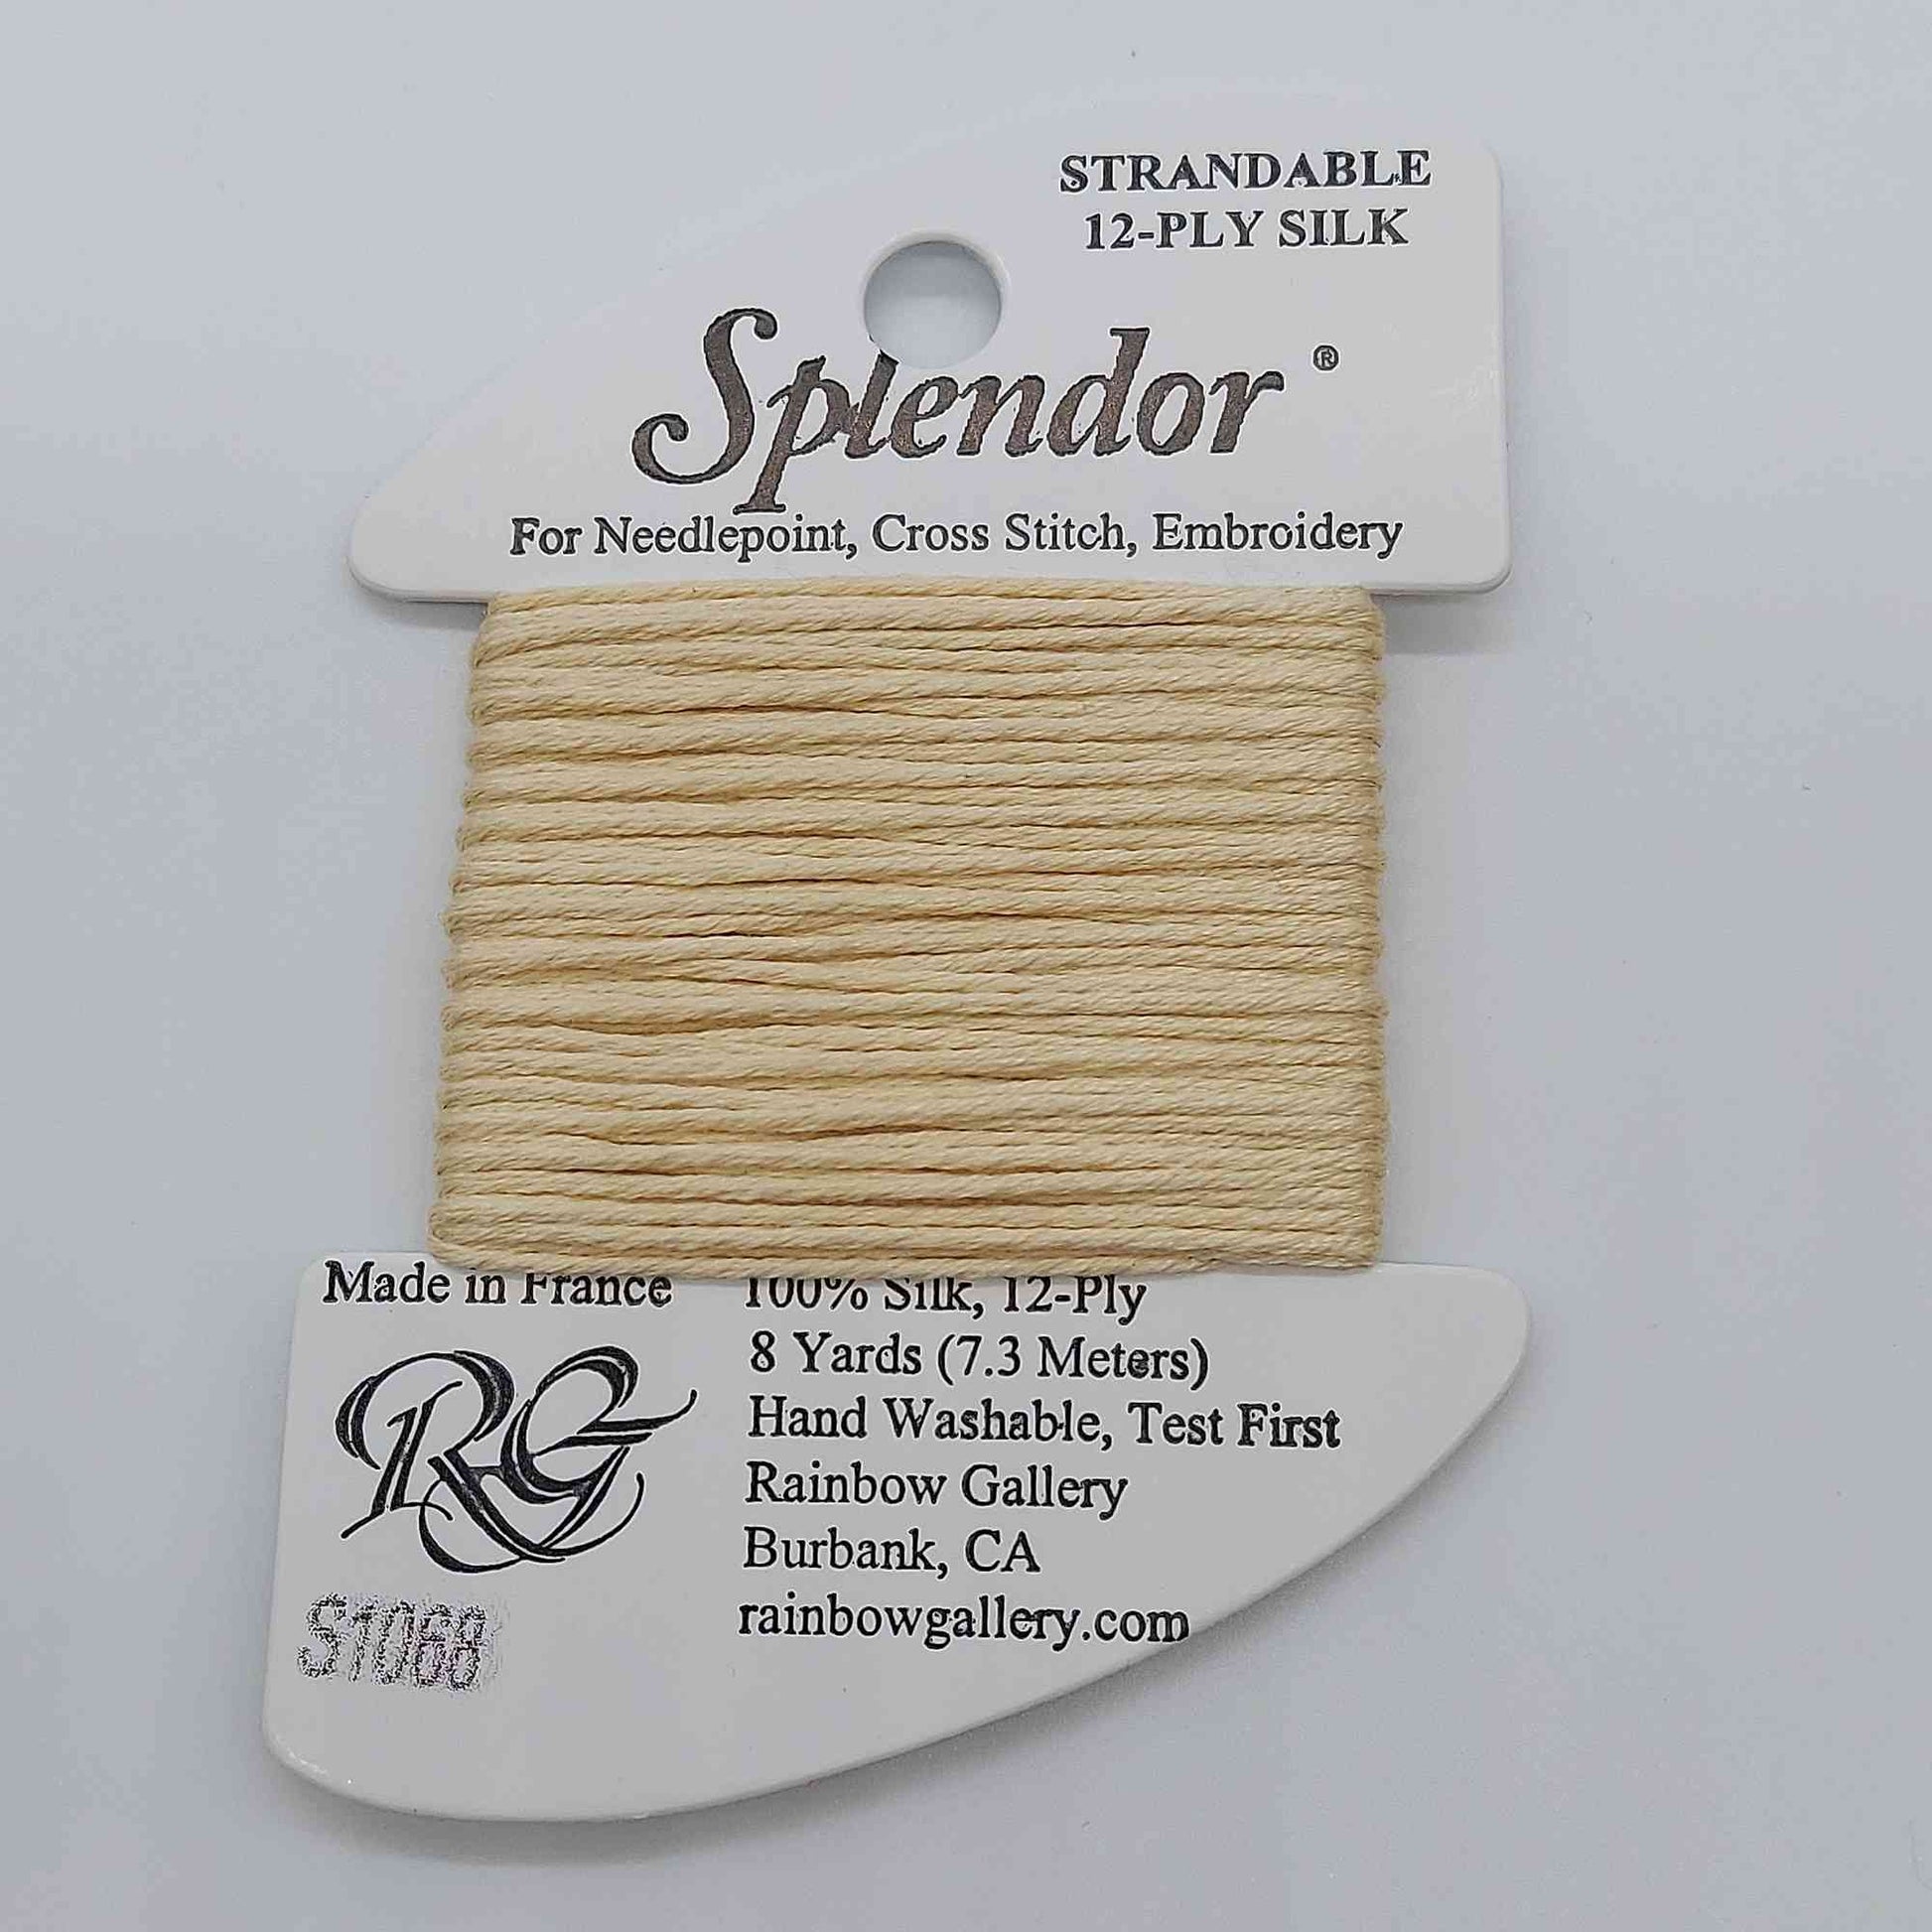 STRANDABLE
12-PLY SILK
Splendor®
For Needlepoint, Cross Stitch, Embroidery
Made in France
RG
S1068
100% Silk, 12-Ply
8 Yards (7.3 Meters)
Hand Washable, Test First
Rainbow Gallery
Burbank, CA
rainbowgallery.com